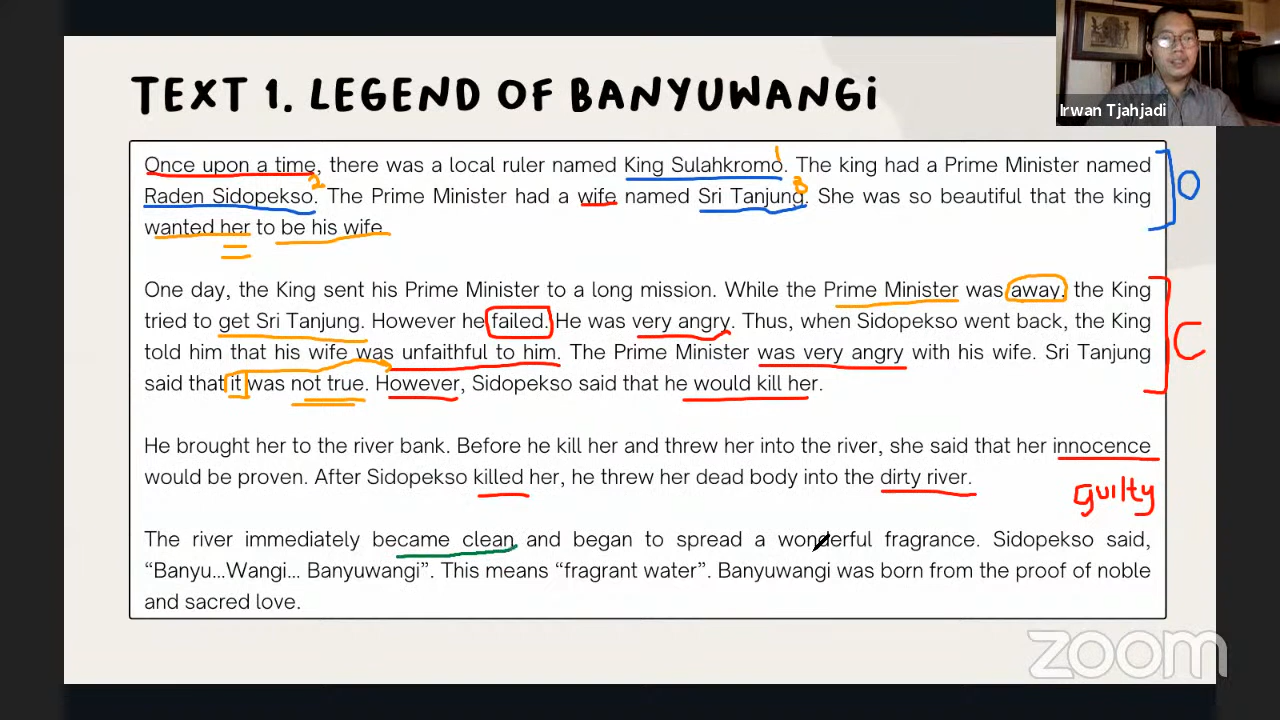 TEXT 1. LEGEND OF BANYUWANGI
Irwan Tjahjadi
Once upon a time, there was a local ruler named King Sulahkromo. The king had a Prime Minister named
1
Raden Sidopekso. The Prime Minister had a wife named Sri Tanjung. She was so beautiful that the king
2
3
wanted her to be his wife.
O
One day, the King sent his Prime Minister to a long mission. While the Prime Minister was away, the King
tried to get Sri Tanjung. However he failed. He was very angry. Thus, when Sidopekso went back, the King
told him that his wife was unfaithful to him. The Prime Minister was very angry with his wife. Sri Tanjung
said that it was not true. However, Sidopekso said that he would kill her.
C
He brought her to the river bank. Before he kill her and threw her into the river, she said that her innocence
would be proven. After Sidopekso killed her, he threw her dead body into the dirty river.
guilty
The river immediately became clean and began to spread a wonderful fragrance. Sidopekso said,
“Banyu...Wangi... Banyuwangi”. This means “fragrant water”. Banyuwangi was born from the proof of noble
and sacred love.
zoom